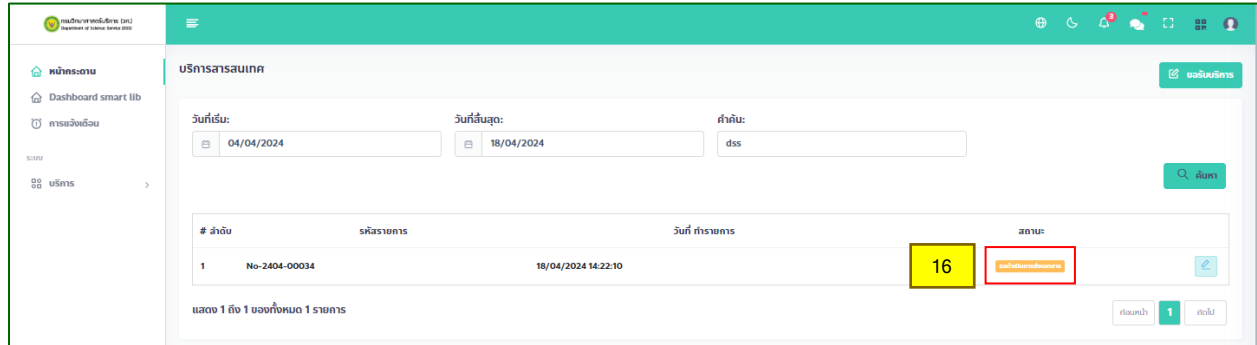 กรมวิทยาศาสตร์บริการ (วศ.)
Department of Science Service (DSS)
3
หน้ากระดาน
Dashboard smart lib
การแจ้งเตือน
ระบบ
บริการ
บริการสารสนเทศ
ขอรับบริการ
วันที่เริ่ม: วันที่สิ้นสุด: คำค้น:
04/04/2024 18/04/2024 dss
ค้นหา
# ลำดับ รหัสรายการ วันที่ ทำรายการ สถานะ
1 No-2404-00034 18/04/2024 14:22:10 16
แสดง 1 ถึง 1 ของทั้งหมด 1 รายการ
ก่อนหน้า 1 ถัดไป